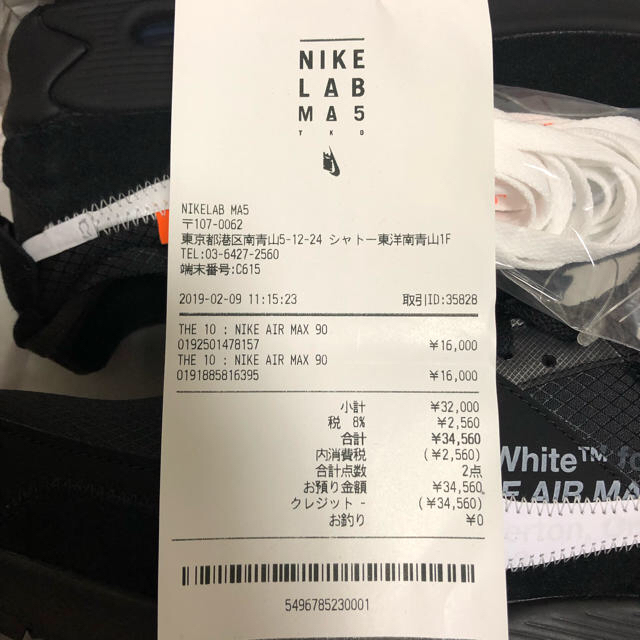 NIKE
LAB
MA5
TKO
NIKELAB MA5
〒107-0062
東京都港区南青山5-12-24 シャトー東洋南青山1F
TEL:03-6427-2560
端末番号:C615
2019-02-09 11:15:23 取引ID:35828
THE 10 : NIKE AIR MAX 90
0192501478157 ¥16,000
THE 10 : NIKE AIR MAX 90
0191885816395 ¥16,000
小計 ¥32,000
税 8% ¥2,560
合計 ¥34,560
内消費税 (¥2,560)
合計点数 2点
お預り金額 ¥34,560
クレジット - (¥34,560)
お釣り ¥0
5496785230001
White™ fo
E AIR MA
erton, U